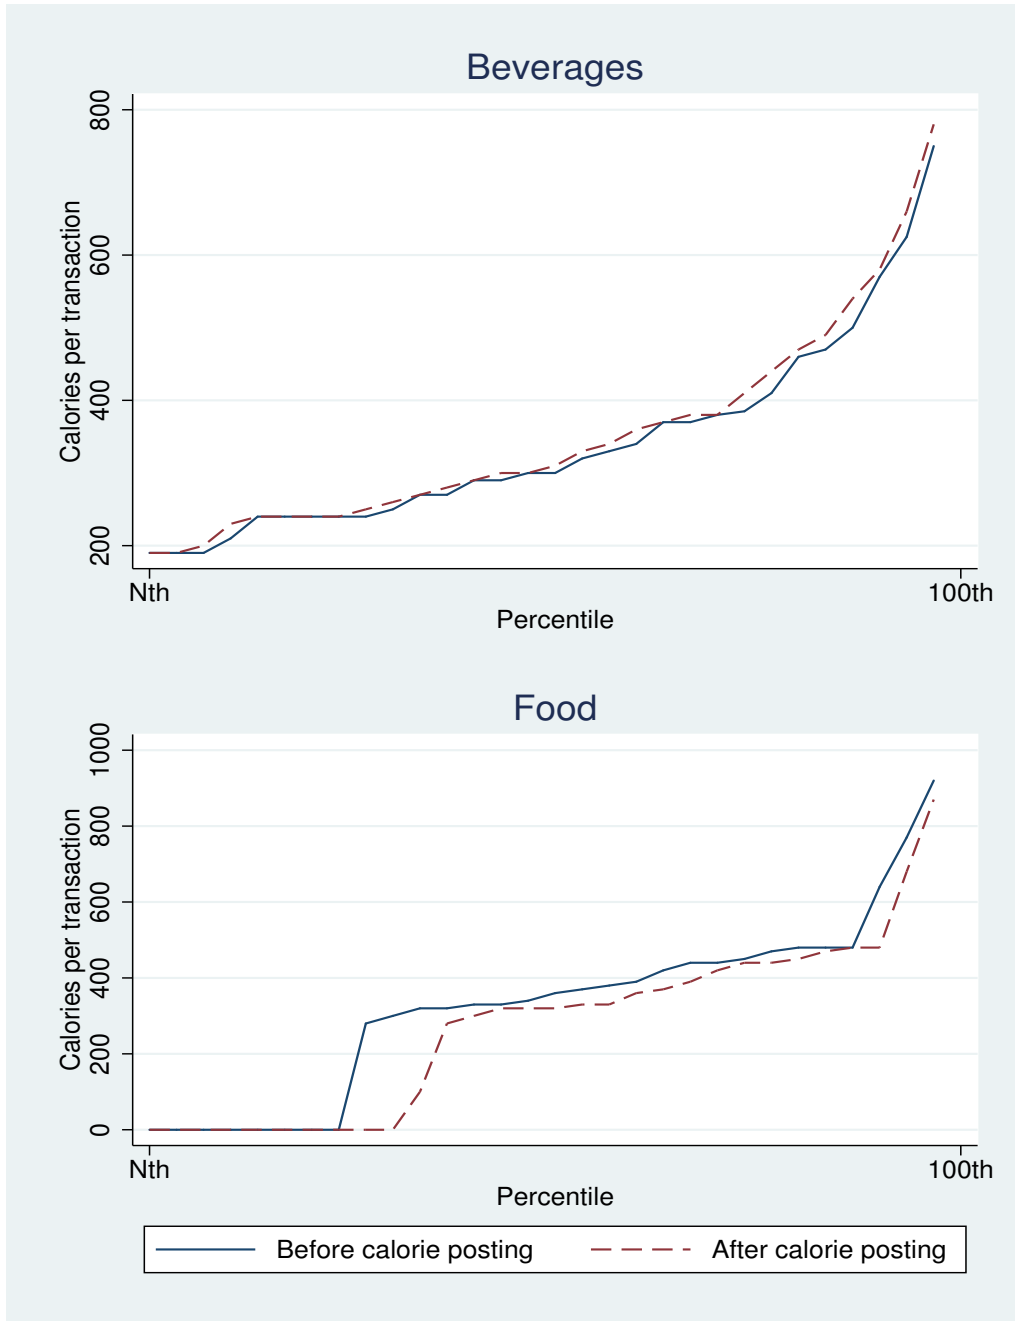 Beverages
Calories per transaction
800
600
400
200
Nth
100th
Percentile
Food
Calories per transaction
1000
800
600
400
200
0
Nth
100th
Percentile
Before calorie posting
After calorie posting